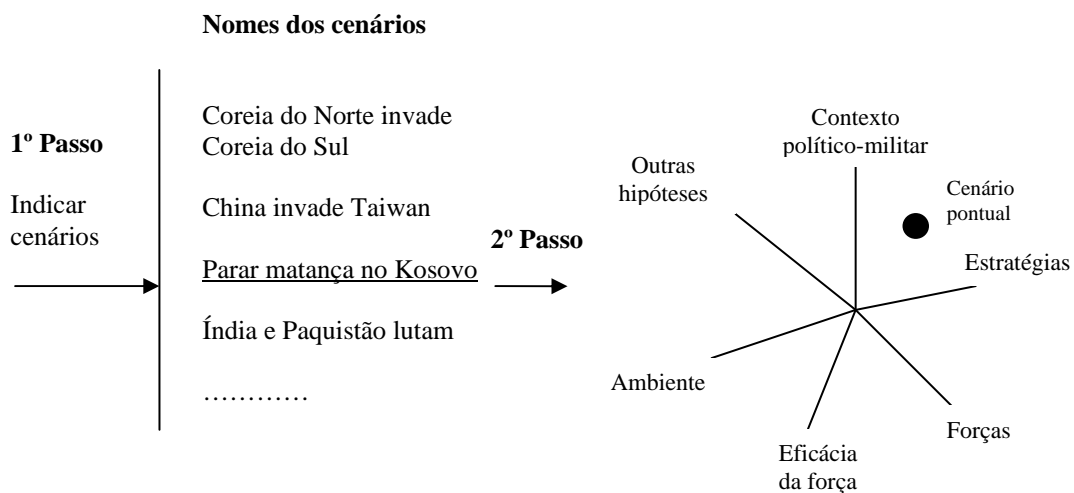 Nomes dos cenários
1º Passo
Indicar
cenários
Coreia do Norte invade
Coreia do Sul
China invade Taiwan
Parar matança no Kosovo
Índia e Paquistão lutam
…………
2º Passo
Contexto
político-militar
Outras
hipóteses
Cenário
pontual
Estratégias
Ambiente
Forças
Eficácia
da força